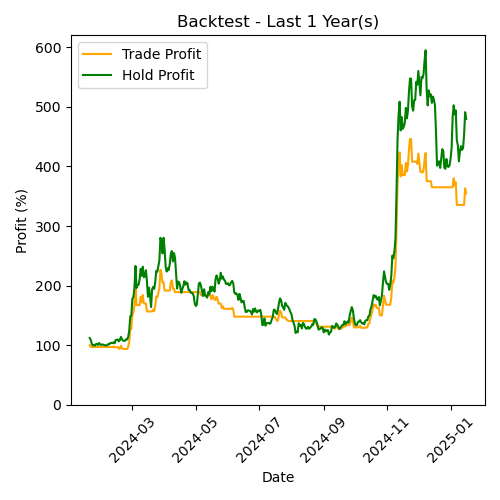 Backtest - Last 1 Year(s)
Trade Profit
Hold Profit
Profit (%)
600
500
400
300
200
100
0
2024-03
2024-05
2024-07
2024-09
2024-11
2025-01
Date